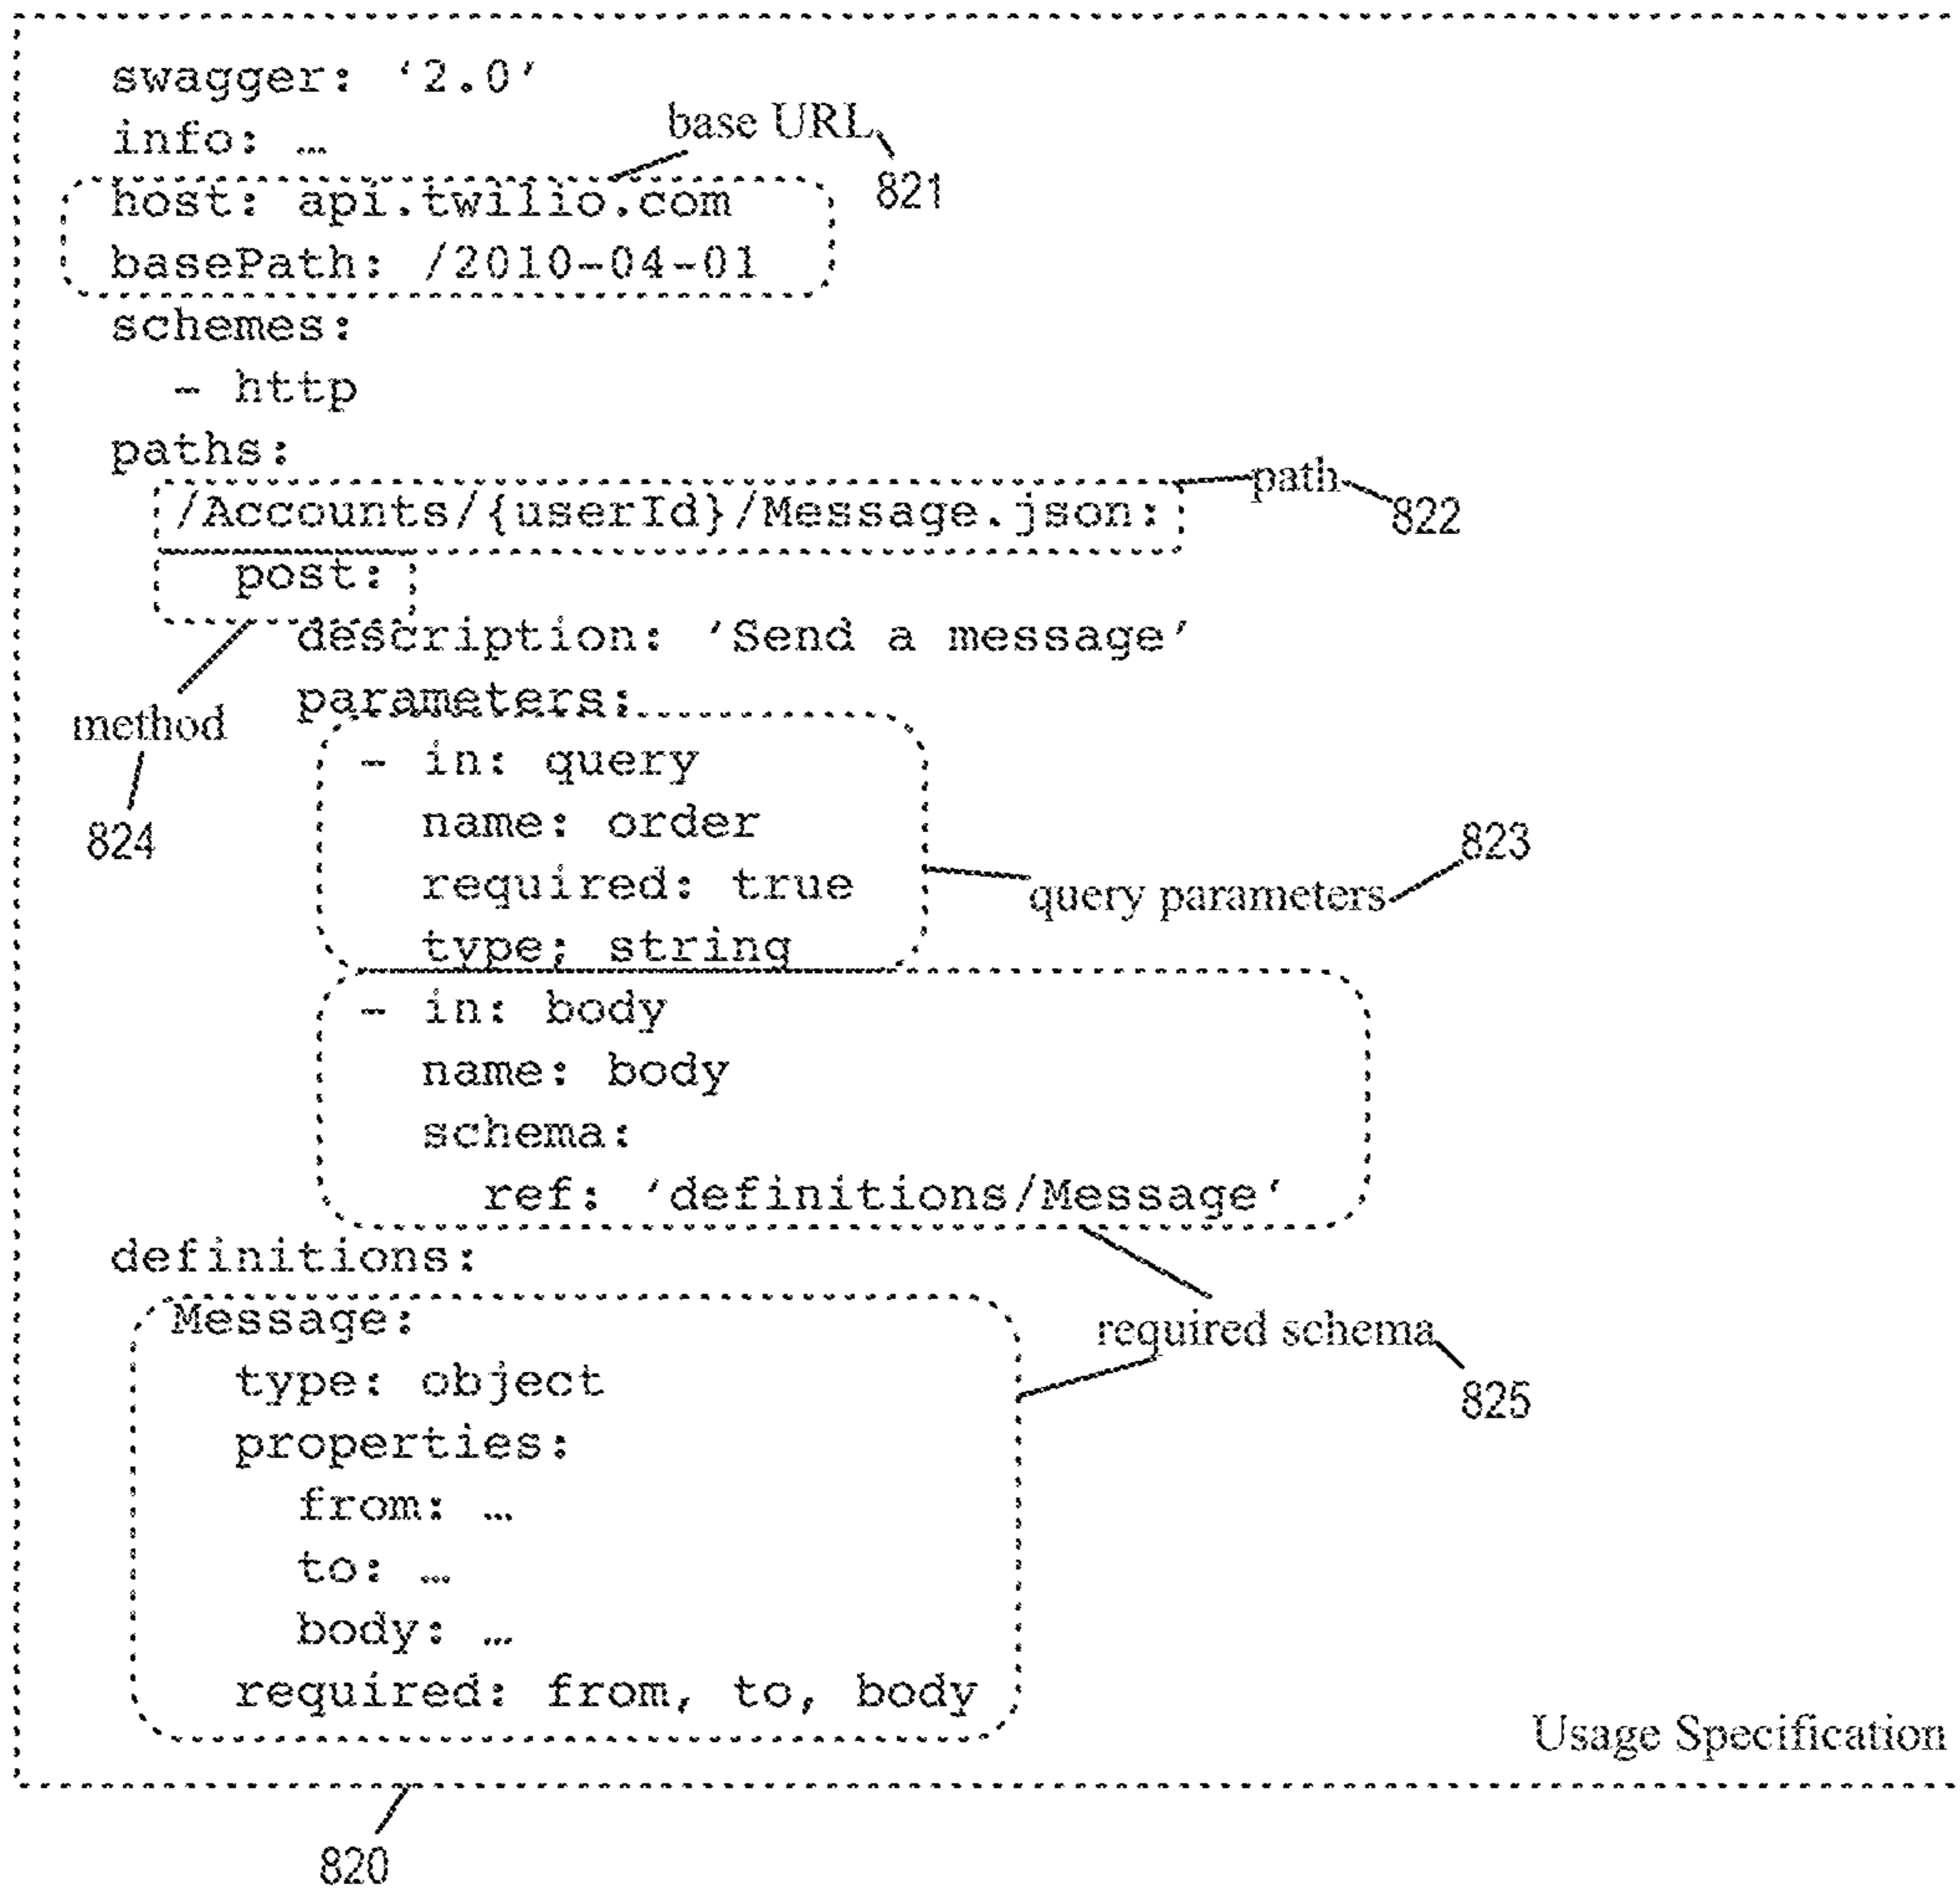 swagger: ‘2.0’
info: …
base URL
821
host: api.twilio.com
basePath: /2010-04-01
schemes:
- http
paths:
path
822
/Accounts/{userId}/Message.json:
post:
description: ‘Send a message’
method
824
parameters:
- in: query
name: order
required: true
type: string
823
query parameters
- in: body
name: body
schema:
ref: ‘definitions/Message’
definitions:
required schema
825
Message:
type: object
properties:
from: …
to: …
body: …
required: from, to, body
Usage Specification
820